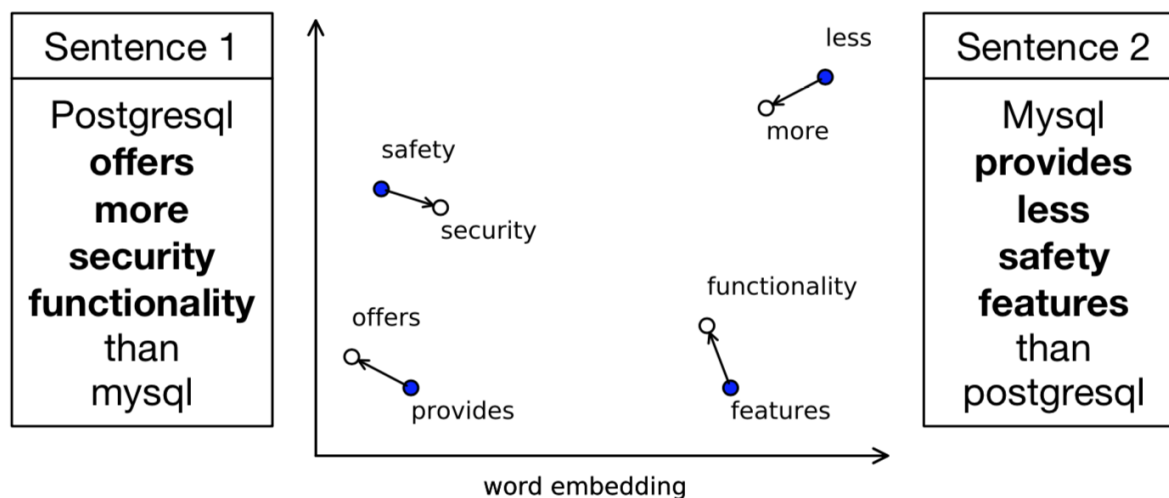 Sentence 1
Postgresql
offers
more
security
functionality
than
mysql
less
more
safety
security
functionality
offers
provides
features
word embedding
Sentence 2
Mysql
provides
less
safety
features
than
postgresql